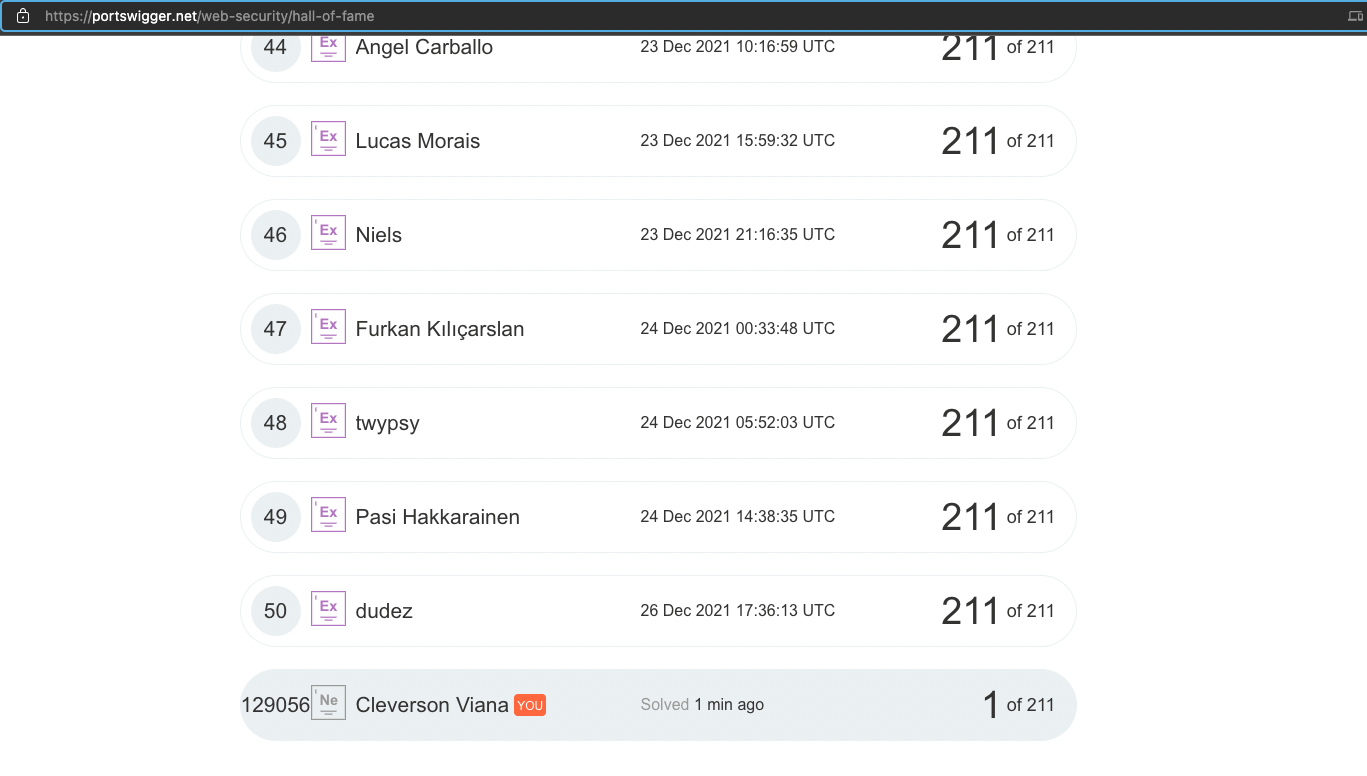 https://portswigger.net/web-security/hall-of-fame
44 Ex Angel Carballo 23 Dec 2021 10:16:59 UTC 211 of 211
45 Ex Lucas Morais 23 Dec 2021 15:59:32 UTC 211 of 211
46 Ex Niels 23 Dec 2021 21:16:35 UTC 211 of 211
47 Ex Furkan Kılıçarslan 24 Dec 2021 00:33:48 UTC 211 of 211
48 Ex twypsy 24 Dec 2021 05:52:03 UTC 211 of 211
49 Ex Pasi Hakkarainen 24 Dec 2021 14:38:35 UTC 211 of 211
50 Ex dudez 26 Dec 2021 17:36:13 UTC 211 of 211
129056 Ne Cleverson Viana YOU Solved 1 min ago 1 of 211